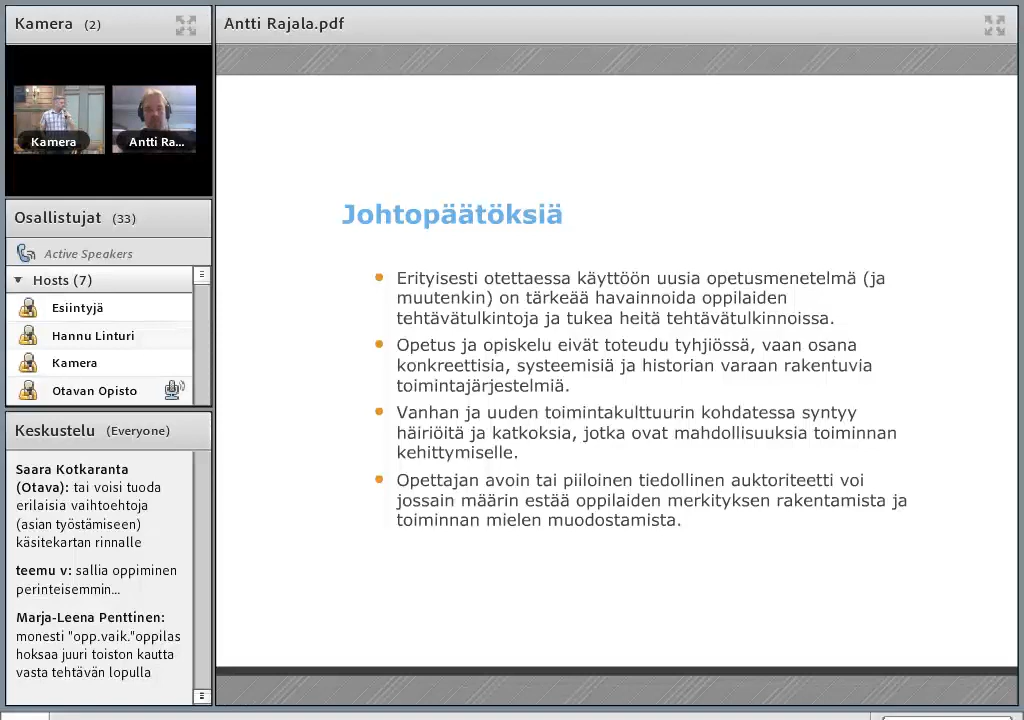 Kamera (2)
Kamera
Antti Ra...
Osallistujat (33)
Active Speakers
Hosts (7)
Esiintyjä
Hannu Linturi
Kamera
Otavan Opisto
Keskustelu (Everyone)
Saara Kotkaranta
(Otava): tai voisi tuoda
erilaisia vaihtoehtoja
(asian työstämiseen)
käsitekartan rinnalle
teemu v: sallia oppiminen
perinteisemmin...
Marja-Leena Penttinen:
monesti "opp.vaik."oppilas
hoksaa juuri toiston kautta
vasta tehtävän lopulla
Antti Rajala.pdf
Johtopäätöksiä
Erityisesti otettaessa käyttöön uusia opetusmenetelmä (ja
muutenkin) on tärkeää havainnoida oppilaiden
tehtävätulkintoja ja tukea heitä tehtävätulkinnoissa.
Opetus ja opiskelu eivät toteudu tyhjiössä, vaan osana
konkreettisia, systeemisiä ja historian varaan rakentuvia
toimintajärjestelmiä.
Vanhan ja uuden toimintakulttuurin kohdatessa syntyy
häiriöitä ja katkoksia, jotka ovat mahdollisuuksia toiminnan
kehittymiselle.
Opettajan avoin tai piiloinen tiedollinen auktoriteetti voi
jossain määrin estää oppilaiden merkityksen rakentamista ja
toiminnan mielen muodostamista.